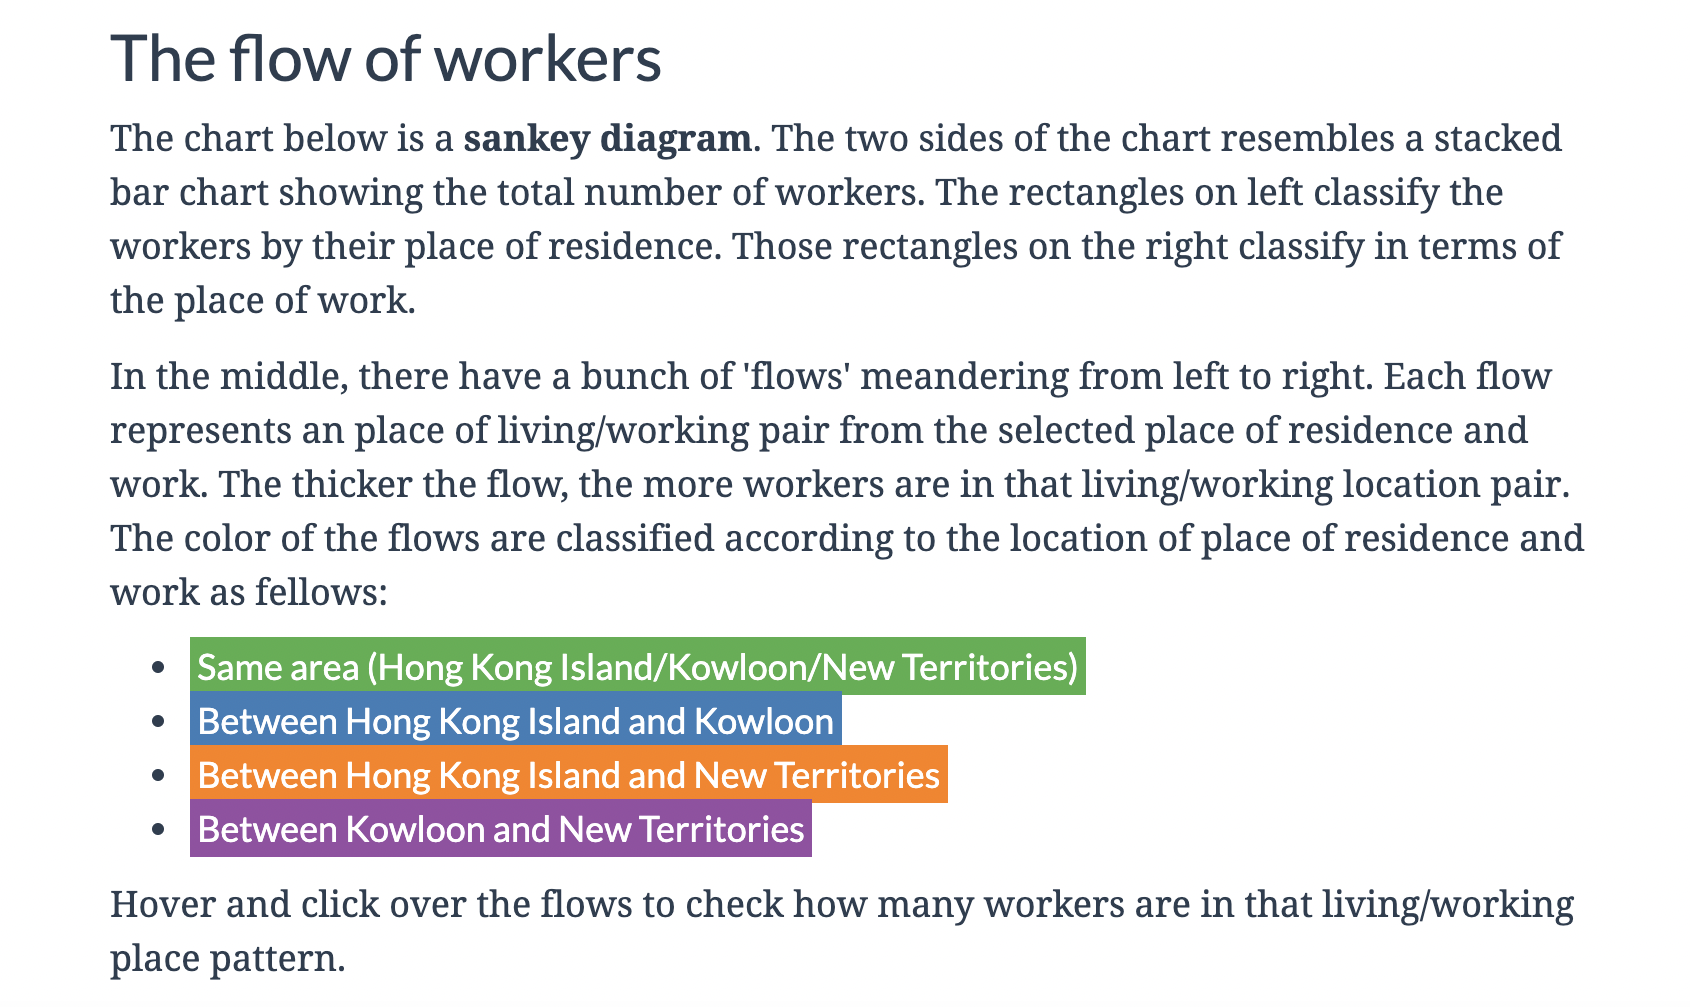 The flow of workers
The chart below is a sankey diagram. The two sides of the chart resembles a stacked
bar chart showing the total number of workers. The rectangles on left classify the
workers by their place of residence. Those rectangles on the right classify in terms of
the place of work.
In the middle, there have a bunch of 'flows' meandering from left to right. Each flow
represents an place of living/working pair from the selected place of residence and
work. The thicker the flow, the more workers are in that living/working location pair.
The color of the flows are classified according to the location of place of residence and
work as fellows:
• Same area (Hong Kong Island/Kowloon/New Territories)
• Between Hong Kong Island and Kowloon
• Between Hong Kong Island and New Territories
• Between Kowloon and New Territories
Hover and click over the flows to check how many workers are in that living/working
place pattern.